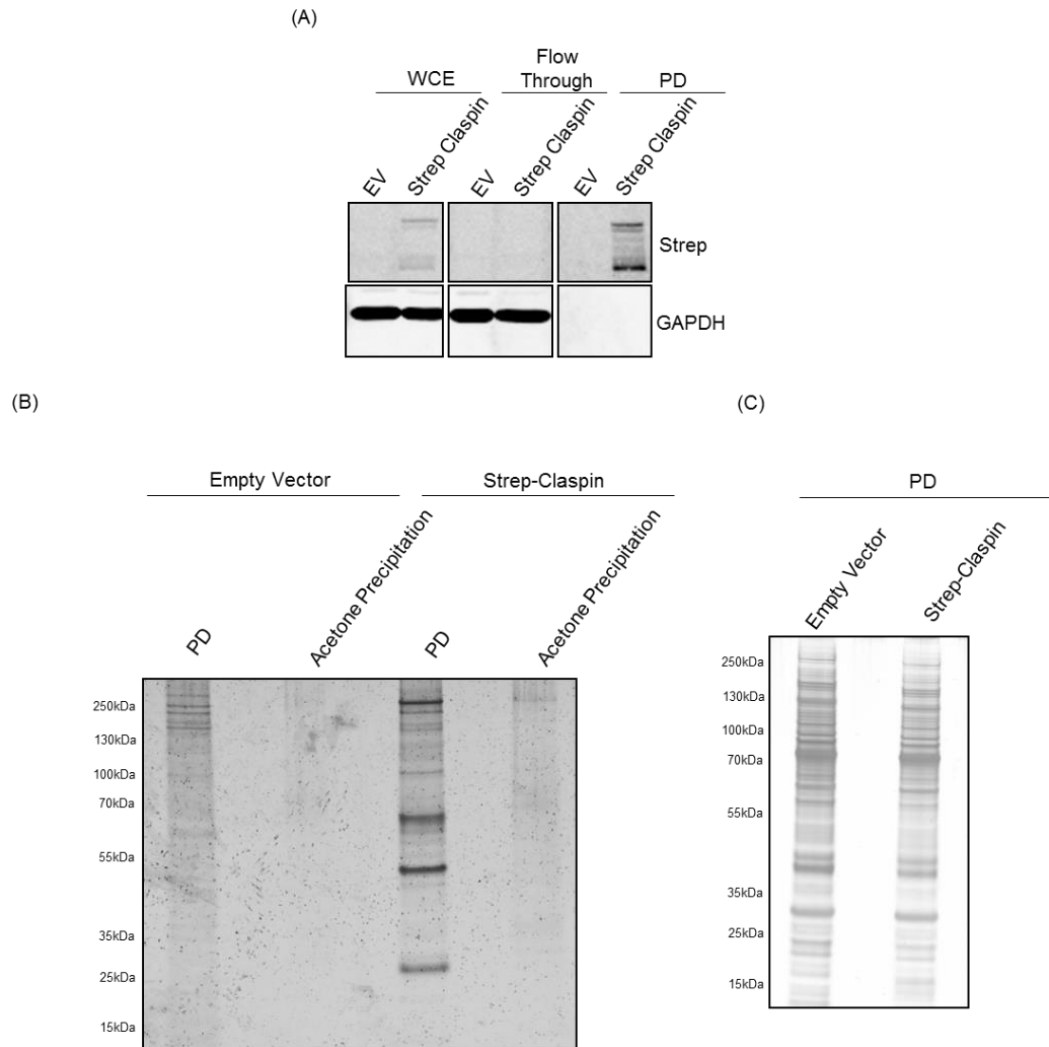 (A)
WCE
Flow
Through
PD
EV
Strep Claspin
EV
Strep Claspin
EV
Strep Claspin
Strep
GAPDH
(B)
Empty Vector
Strep-Claspin
PD
Acetone Precipitation
PD
Acetone Precipitation
250kDa
130kDa
100kDa
70kDa
55kDa
35kDa
25kDa
15kDa
(C)
PD
Empty Vector
Strep-Claspin
250kDa
130kDa
100kDa
70kDa
55kDa
35kDa
25kDa
15kDa